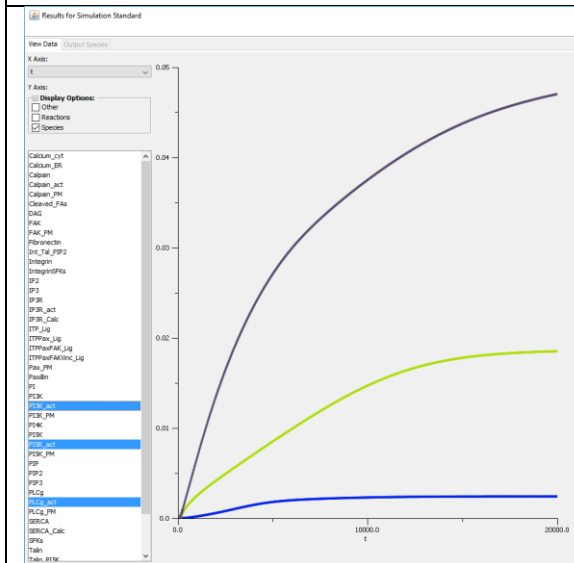 Results for Simulation Standard
View Data Output Species
X Axis:
t
Y Axis:
Display Options:
Other
Reactions
Species
Calcium_cyt
Calcium_ER
Calpain
Calpain_act
Calpain_PM
Cleaved_FAs
DAG
FAK
FAK_PM
Fibronectin
Int_Tal_PIP2
Integrin
IntegrinSFKs
IP2
IP3
IP3R
IP3R_act
IP3R_Calc
ITP_Lig
ITPPax_Lig
ITPPaxFAK_Lig
ITPPaxFAKVinc_Lig
Pax_PM
Paxillin
PI
PI3K
PI3K_act
PI3K_PM
PI4K
PI5K
PI5K_act
PI5K_PM
PIP
PIP2
PIP3
PLCg
PLCg_act
PLCg_PM
SERCA
SERCA_Calc
SFKs
Talin
Talin_PI5K
0.05
0.04
0.03
0.02
0.01
0.0
0.0 10000.0 20000.0
t